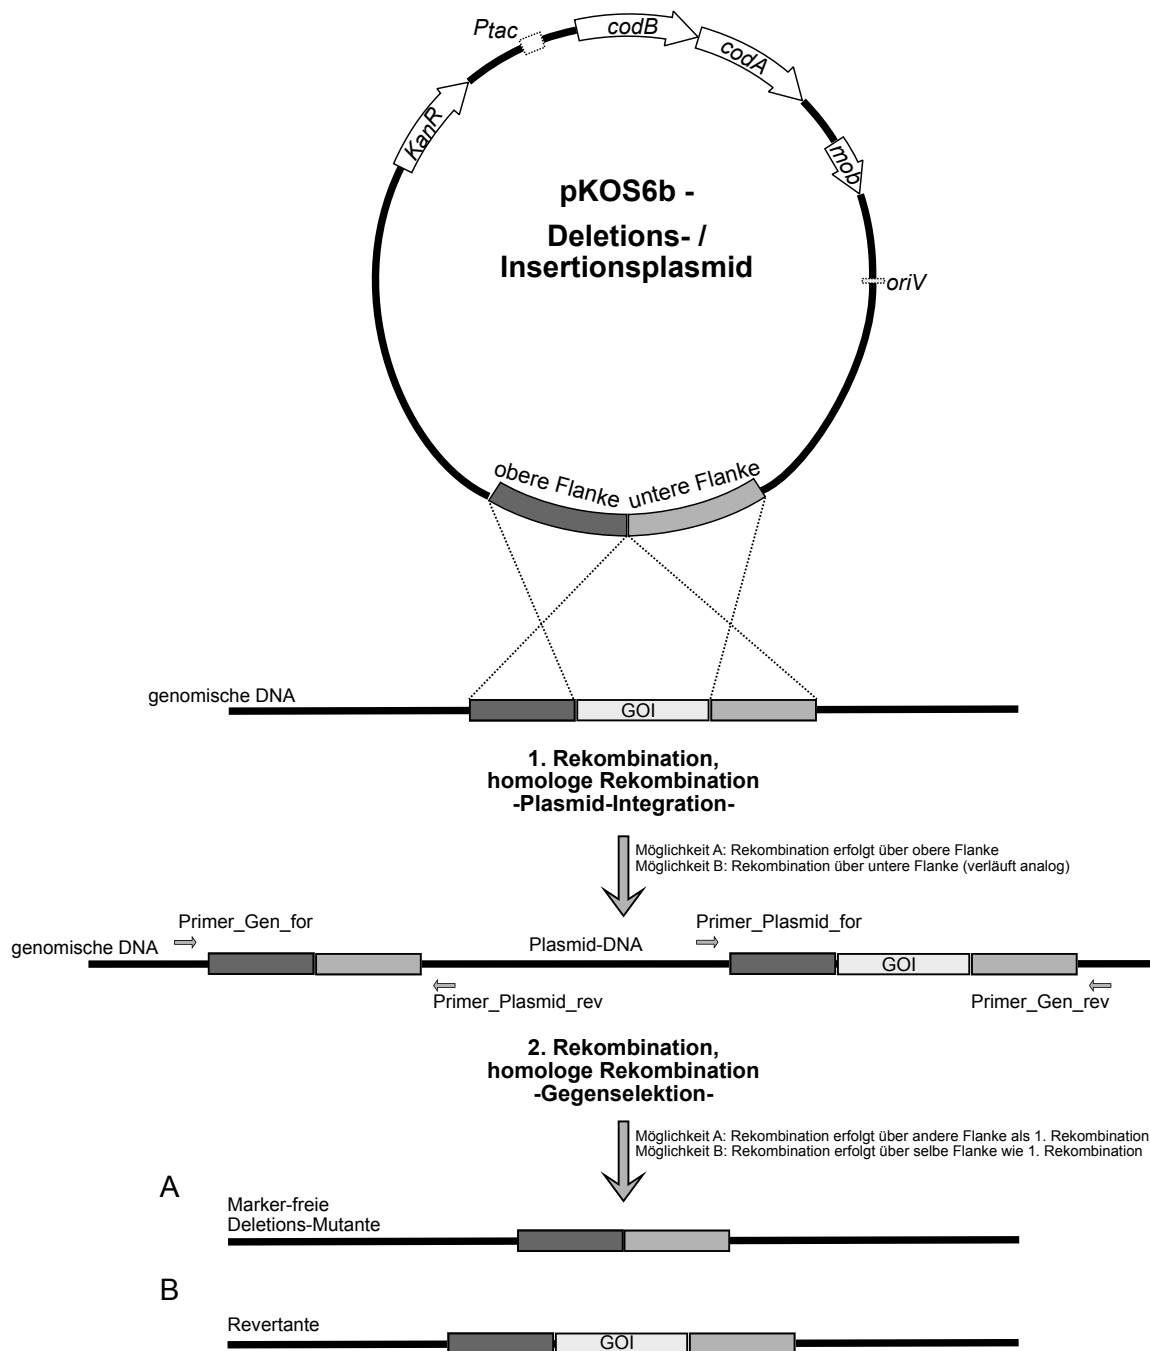 Ptac
codB
codA
KanR
mob
pKOS6b -
Deletions- /
Insertionsplasmid
oriV
obere Flanke
untere Flanke
genomische DNA
GOI
1. Rekombination,
homologe Rekombination
-Plasmid-Integration-
Möglichkeit A: Rekombination erfolgt über obere Flanke
Möglichkeit B: Rekombination über untere Flanke (verläuft analog)
Primer_Gen_for
Primer_Plasmid_for
genomische DNA
Plasmid-DNA
GOI
Primer_Plasmid_rev
Primer_Gen_rev
2. Rekombination,
homologe Rekombination
-Gegenselektion-
Möglichkeit A: Rekombination erfolgt über andere Flanke als 1. Rekombination
Möglichkeit B: Rekombination erfolgt über selbe Flanke wie 1. Rekombination
A
Marker-freie
Deletions-Mutante
B
Revertante
GOI